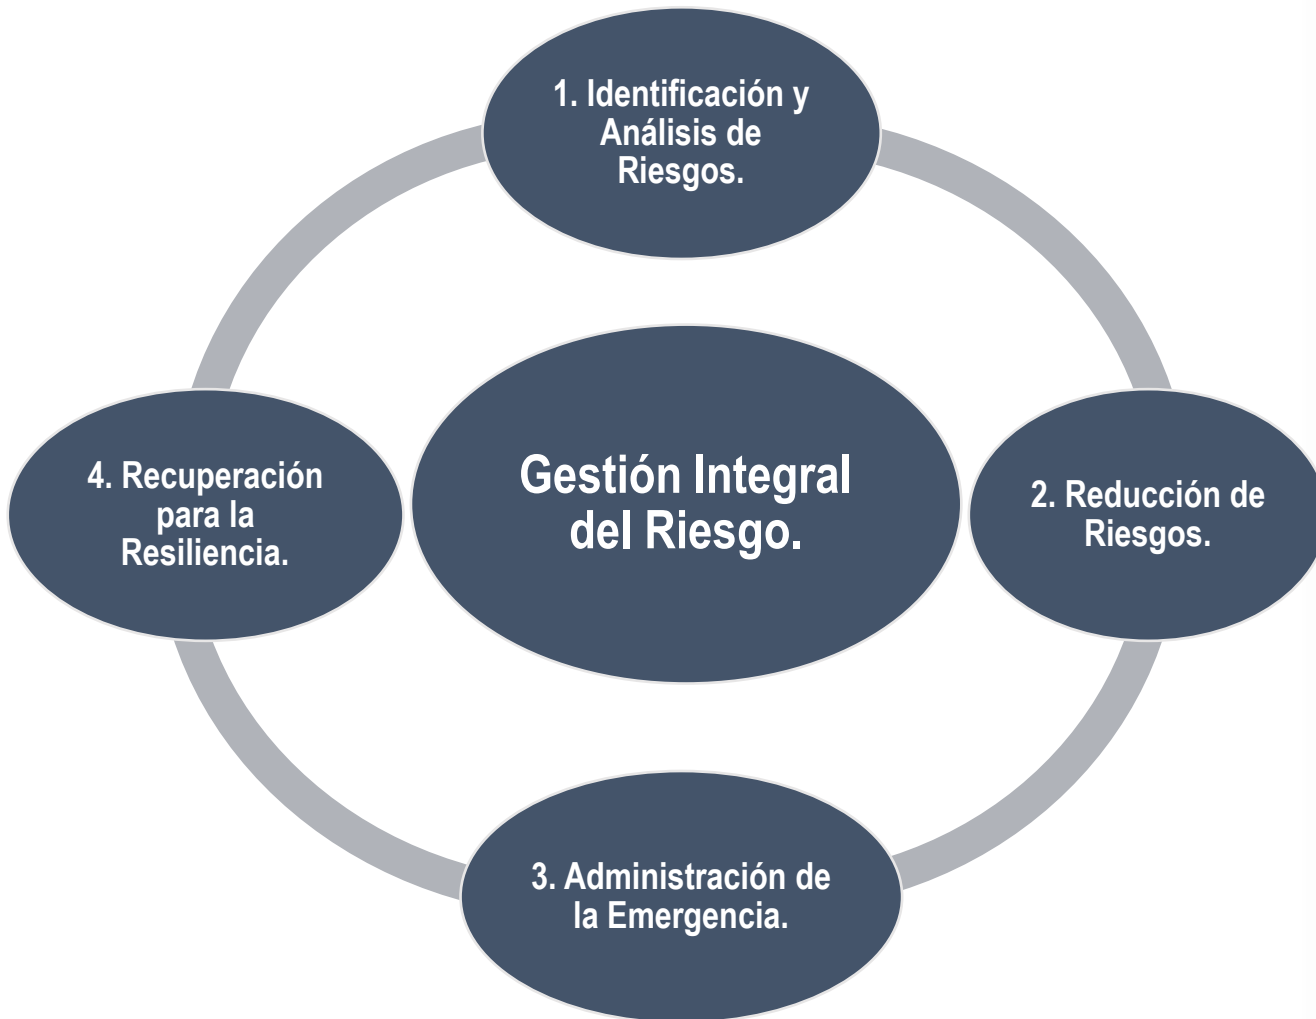 1. Identificación y
Análisis de
Riesgos.
Gestión Integral
del Riesgo.
2. Reducción de
Riesgos.
3. Administración de
la Emergencia.
4. Recuperación
para la
Resiliencia.